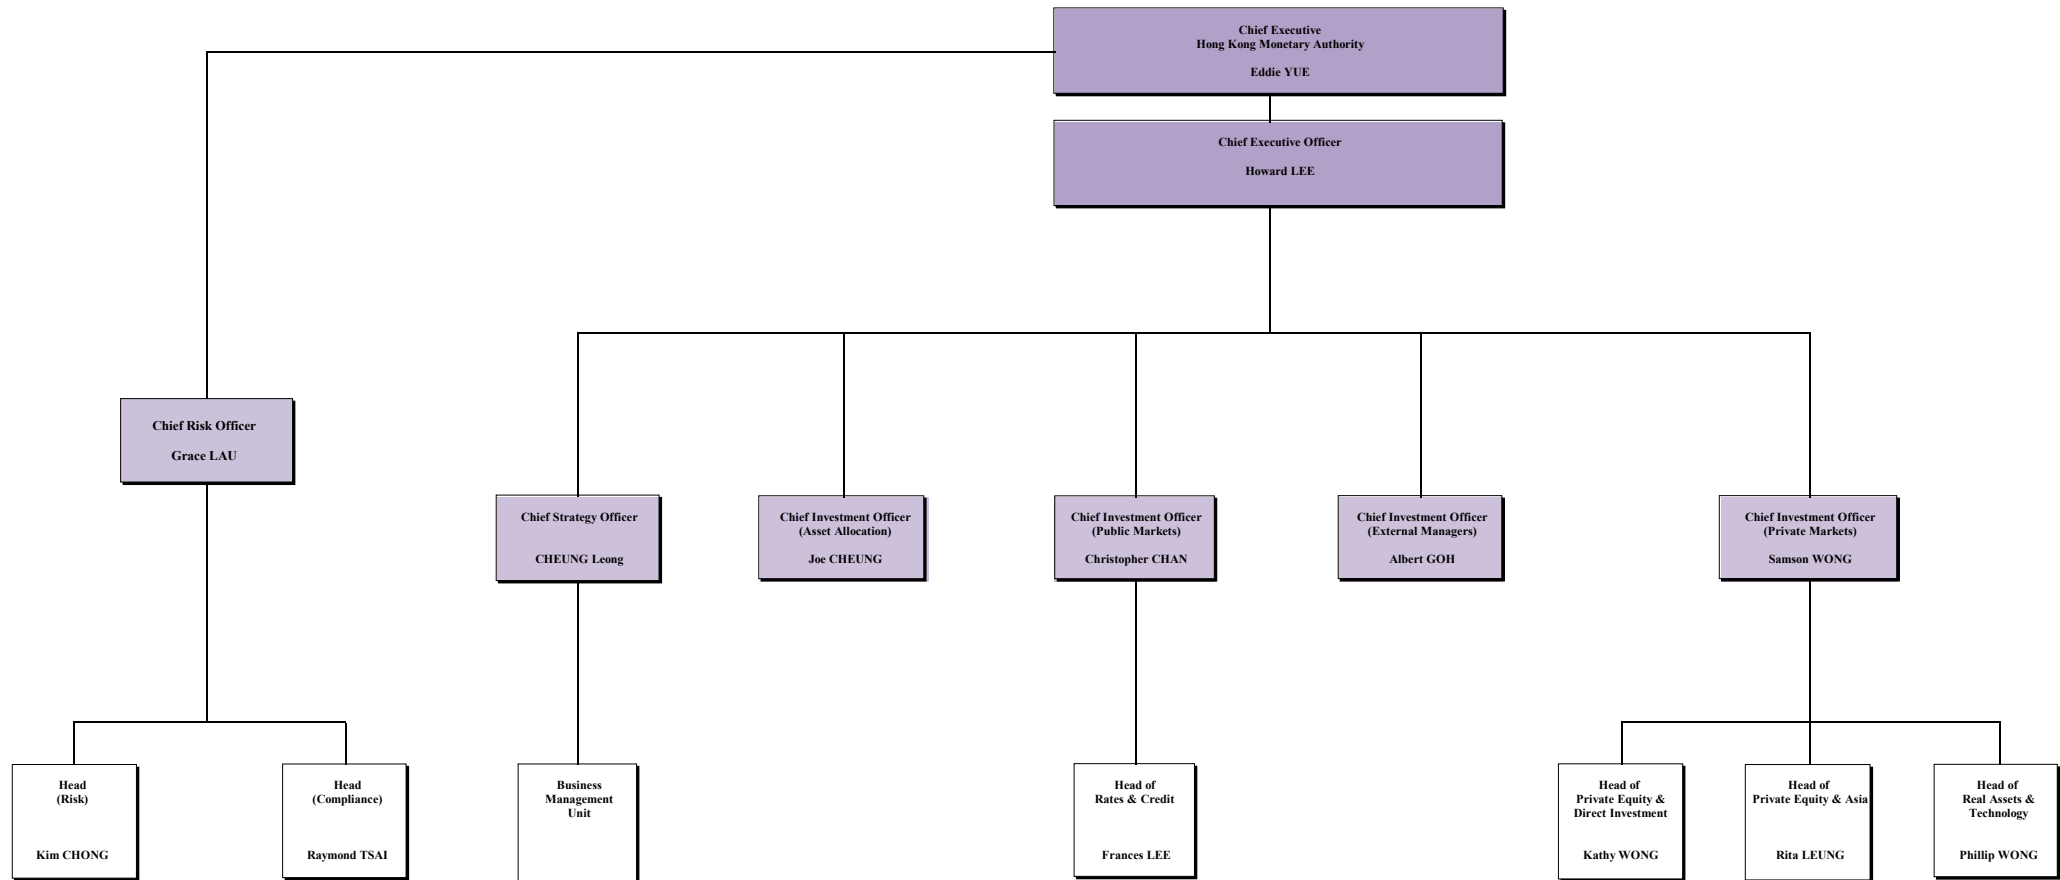 Chief Executive
Hong Kong Monetary Authority
Eddie YUE
Chief Executive Officer
Howard LEE
Chief Risk Officer
Grace LAU
Chief Strategy Officer
CHEUNG Leong
Chief Investment Officer
(Asset Allocation)
Joe CHEUNG
Chief Investment Officer
(Public Markets)
Christopher CHAN
Chief Investment Officer
(External Managers)
Albert GOH
Chief Investment Officer
(Private Markets)
Samson WONG
Head
(Risk)
Kim CHONG
Head
(Compliance)
Raymond TSAI
Business
Management
Unit
Head of
Rates & Credit
Frances LEE
Head of
Private Equity &
Direct Investment
Kathy WONG
Head of
Private Equity & Asia
Rita LEUNG
Head of
Real Assets &
Technology
Phillip WONG